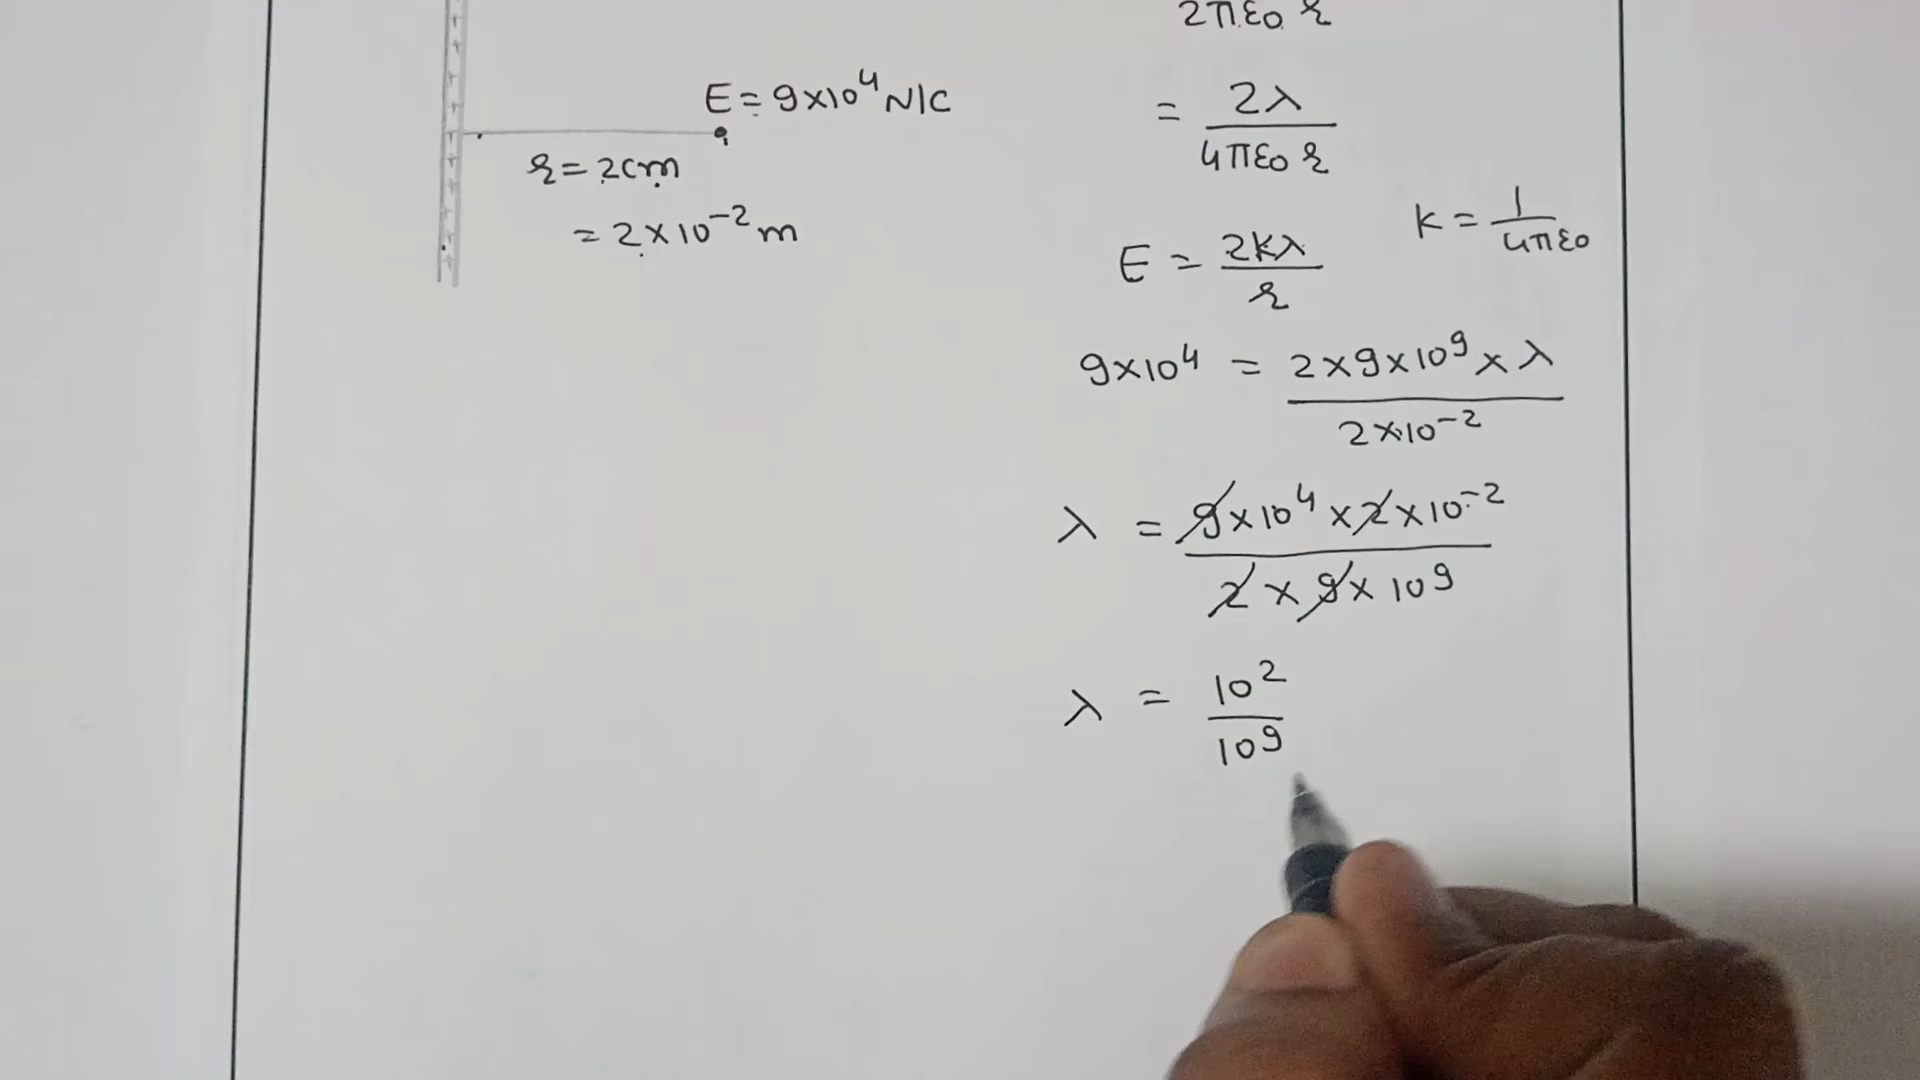 E = 9×10⁴ N/C
r = 2cm
= 2×10⁻² m
2πε₀ r
= 2λ / 4πε₀ r
k = 1 / 4πε₀
E = 2kλ / r
9×10⁴ = 2×9×10⁹×λ / 2×10⁻²
λ = 9×10⁴×2×10⁻² / 2×9×10⁹
λ = 10² / 10⁹